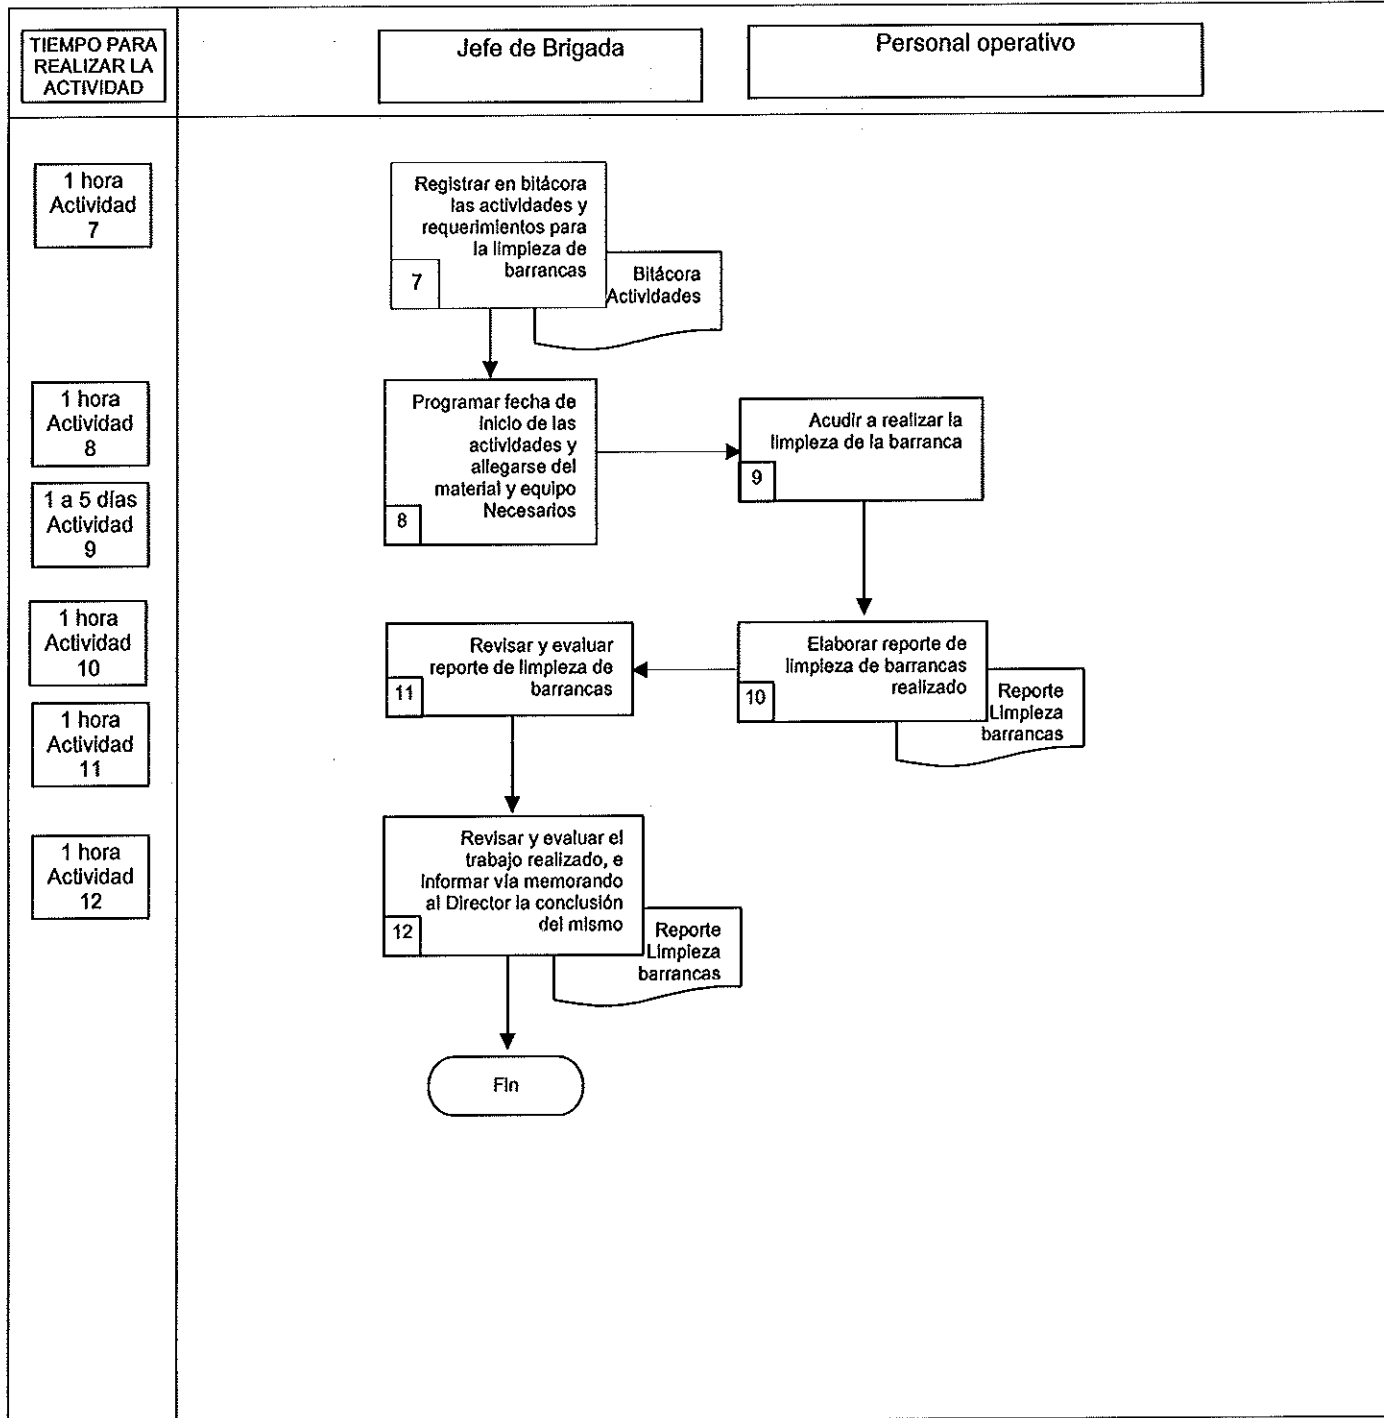 TIEMPO PARA
REALIZAR LA
ACTIVIDAD
Jefe de Brigada
Personal operativo
1 hora
Actividad
7
Registrar en bitácora
las actividades y
requerimientos para
la limpieza de
barrancas
7
Bitácora
Actividades
1 hora
Actividad
8
Programar fecha de
inicio de las
actividades y
allegarse del
material y equipo
Necesarios
8
Acudir a realizar la
limpieza de la barranca
9
1 a 5 días
Actividad
9
1 hora
Actividad
10
Revisar y evaluar
reporte de limpieza de
barrancas
11
Elaborar reporte de
limpieza de barrancas
realizado
10
Reporte
Limpieza
barrancas
1 hora
Actividad
11
1 hora
Actividad
12
Revisar y evaluar el
trabajo realizado, e
informar vía memorando
al Director la conclusión
del mismo
12
Reporte
Limpieza
barrancas
Fin